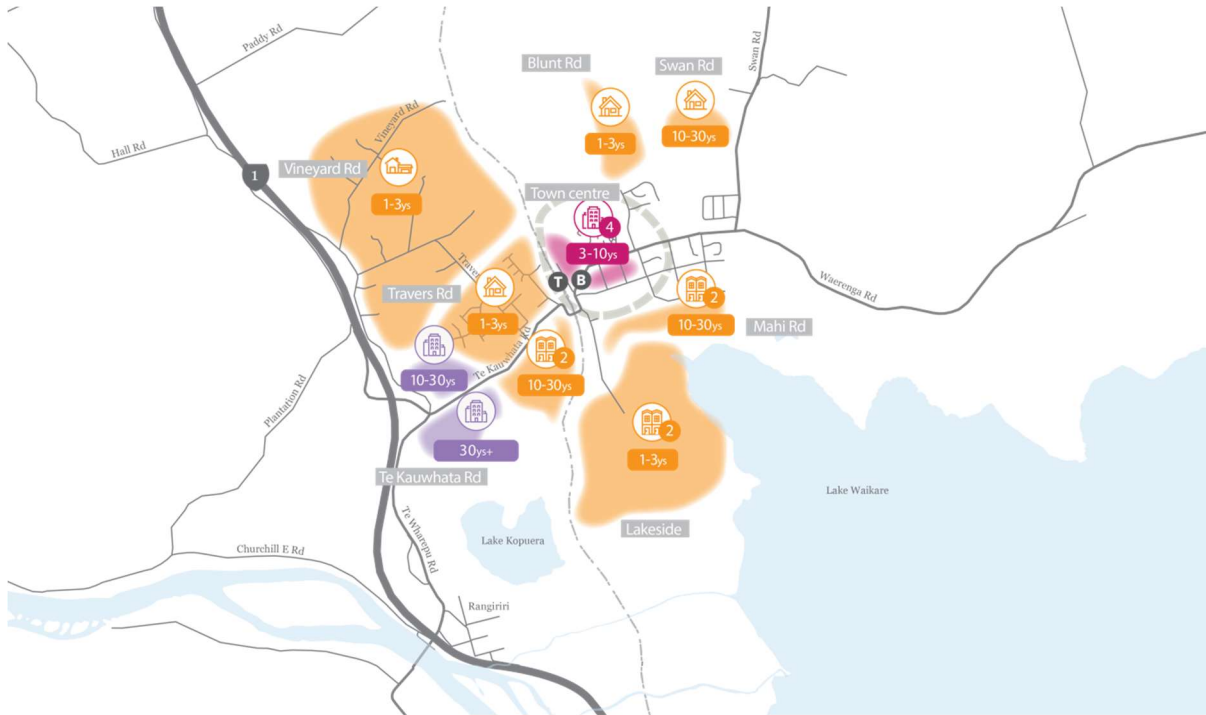 Paddy Rd
Swan Rd
Blunt Rd
Swan Rd
1-3ys
10-30ys
Vineyard Rd
Hall Rd
Vineyard Rd
1
1-3ys
Town centre
4
3-10ys
T
B
Travers Rd
1-3ys
Waerenga Rd
2
10-30ys
Mahi Rd
Te Kauwhata Rd
2
10-30ys
10-30ys
Plantation Rd
30ys+
2
1-3ys
Te Kauwhata Rd
Lake Waikare
Lakeside
Te Wharepu Rd
Lake Kopuera
Churchill E Rd
Rangiriri